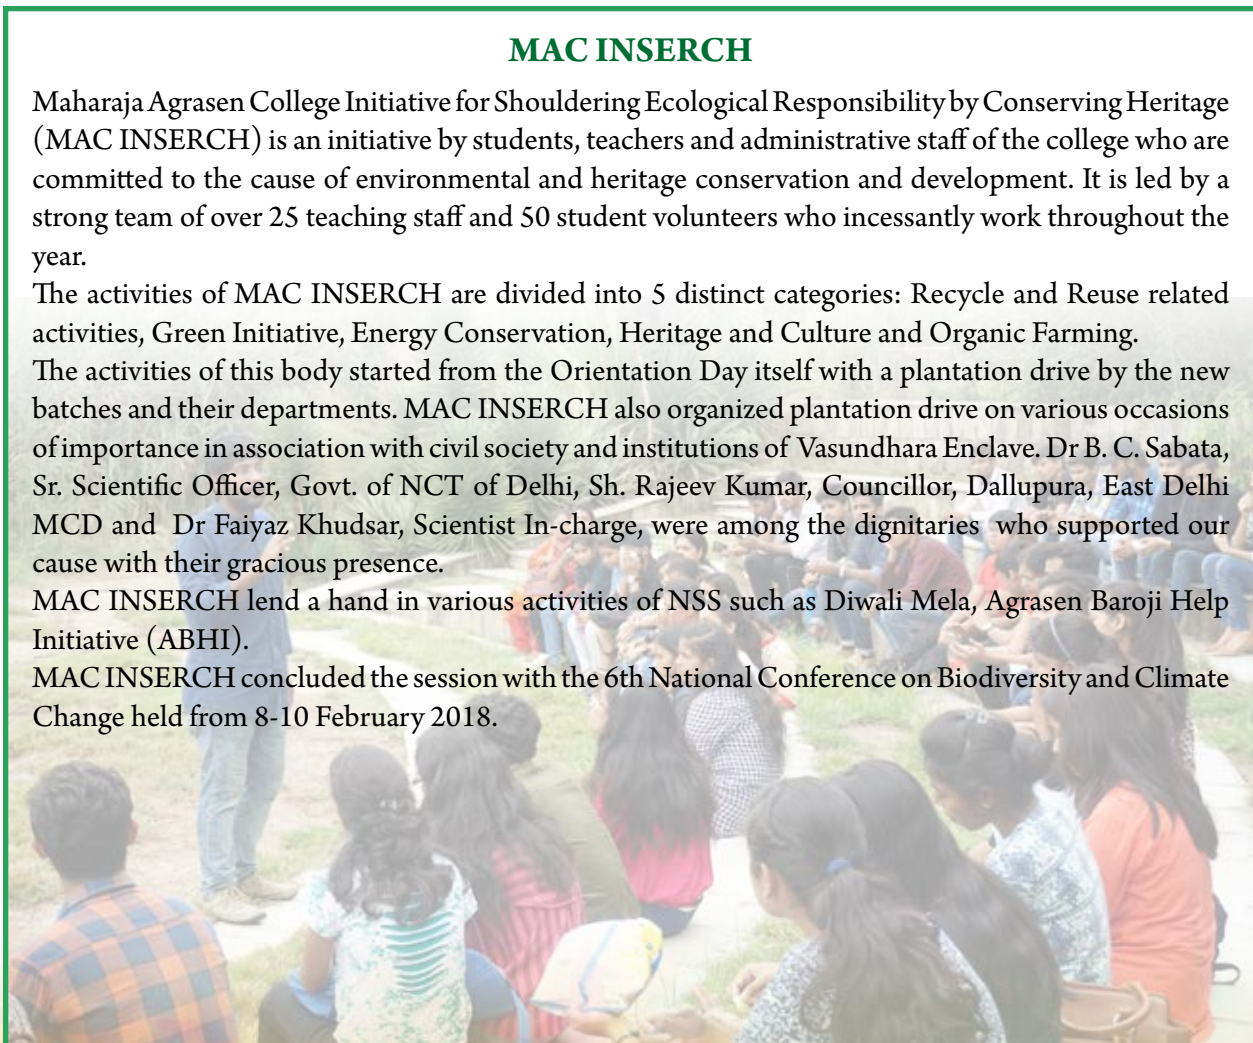 MAC INSERCH
Maharaja Agrasen College Initiative for Shouldering Ecological Responsibility by Conserving Heritage
(MAC INSERCH) is an initiative by students, teachers and administrative staff of the college who are
committed to the cause of environmental and heritage conservation and development. It is led by a
strong team of over 25 teaching staff and 50 student volunteers who incessantly work throughout the
year.
The activities of MAC INSERCH are divided into 5 distinct categories: Recycle and Reuse related
activities, Green Initiative, Energy Conservation, Heritage and Culture and Organic Farming.
The activities of this body started from the Orientation Day itself with a plantation drive by the new
batches and their departments. MAC INSERCH also organized plantation drive on various occasions
of importance in association with civil society and institutions of Vasundhara Enclave. Dr B. C. Sabata,
Sr. Scientific Officer, Govt. of NCT of Delhi, Sh. Rajeev Kumar, Councillor, Dallupura, East Delhi
MCD and Dr Faiyaz Khudsar, Scientist In-charge, were among the dignitaries who supported our
cause with their gracious presence.
MAC INSERCH lend a hand in various activities of NSS such as Diwali Mela, Agrasen Baroji Help
Initiative (ABHI).
MAC INSERCH concluded the session with the 6th National Conference on Biodiversity and Climate
Change held from 8-10 February 2018.